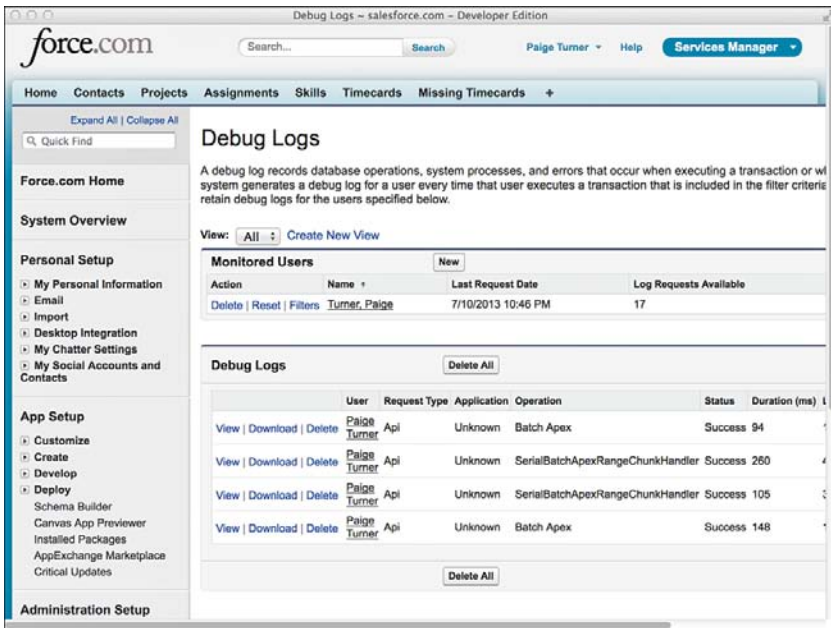 Debug Logs ~ salesforce.com – Developer Edition
force.com
Search...
Search
Paige Turner
Help
Services Manager
Home Contacts Projects Assignments Skills Timecards Missing Timecards +
Expand All | Collapse All
Quick Find
Force.com Home
System Overview
Personal Setup
My Personal Information
Email
Import
Desktop Integration
My Chatter Settings
My Social Accounts and
Contacts
App Setup
Customize
Create
Develop
Deploy
Schema Builder
Canvas App Previewer
Installed Packages
AppExchange Marketplace
Critical Updates
Administration Setup
Debug Logs
A debug log records database operations, system processes, and errors that occur when executing a transaction or
system generates a debug log for a user every time that user executes a transaction that is included in the filter
retain debug logs for the users specified below.
View: All Create New View
Monitored Users New
Action Name Last Request Date Log Requests Available
Delete | Reset | Filters Turner, Paige 7/10/2013 10:46 PM 17
Debug Logs Delete All
User Request Type Application Operation Status Duration (ms)
View | Download | Delete Paige Turner Api Unknown Batch Apex Success 94
View | Download | Delete Paige Turner Api Unknown SerialBatchApexRangeChunkHandler Success 260
View | Download | Delete Paige Turner Api Unknown SerialBatchApexRangeChunkHandler Success 105
View | Download | Delete Paige Turner Api Unknown Batch Apex Success 148
Delete All